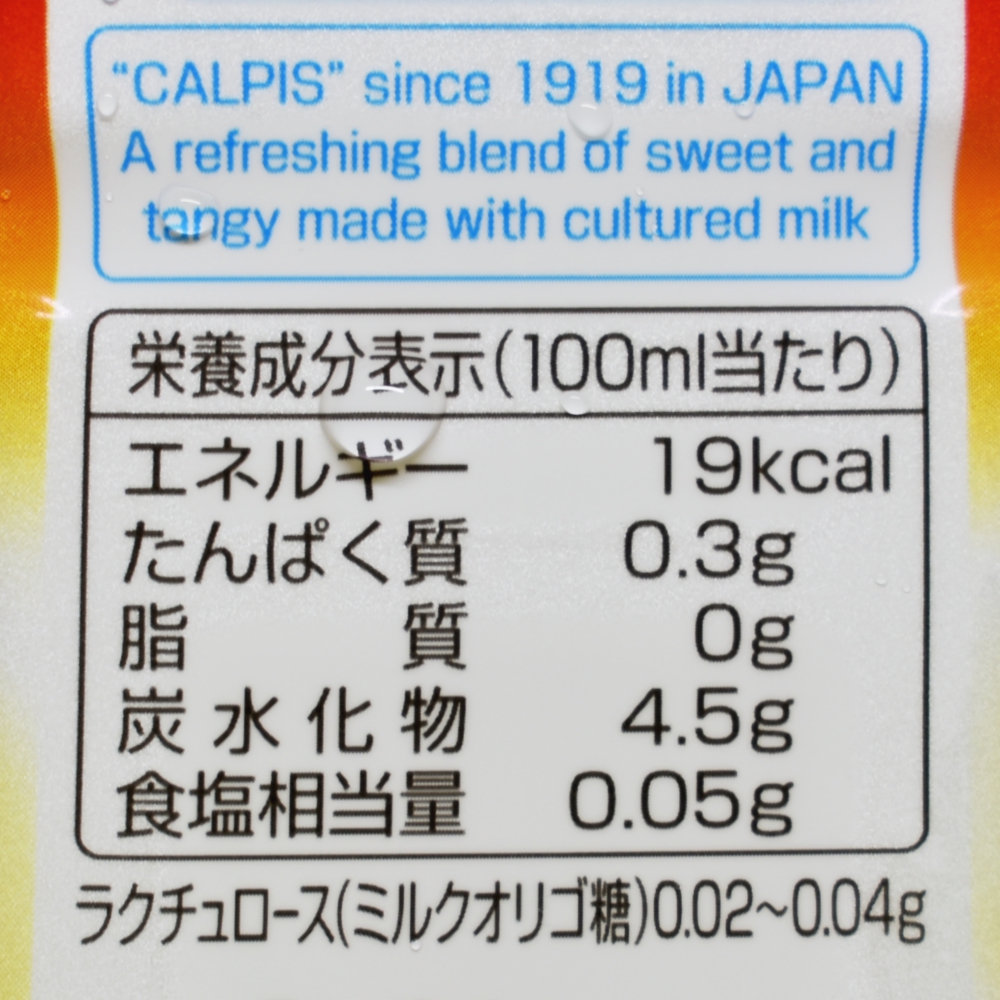 “CALPIS” since 1919 in JAPAN
A refreshing blend of sweet and
tangy made with cultured milk
栄養成分表示(100ml当たり)
エネルギー 19kcal
たんぱく質 0.3g
脂質 0g
炭水化物 4.5g
食塩相当量 0.05g
ラクチュロース(ミルクオリゴ糖)0.02~0.04g